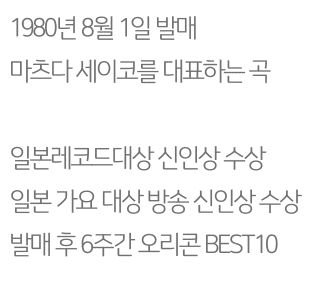 1980년 8월 1일 발매
마츠다 세이코를 대표하는 곡
일본레코드대상 신인상 수상
일본 가요 대상 방송 신인상 수상
발매 후 6주간 오리콘 BEST10